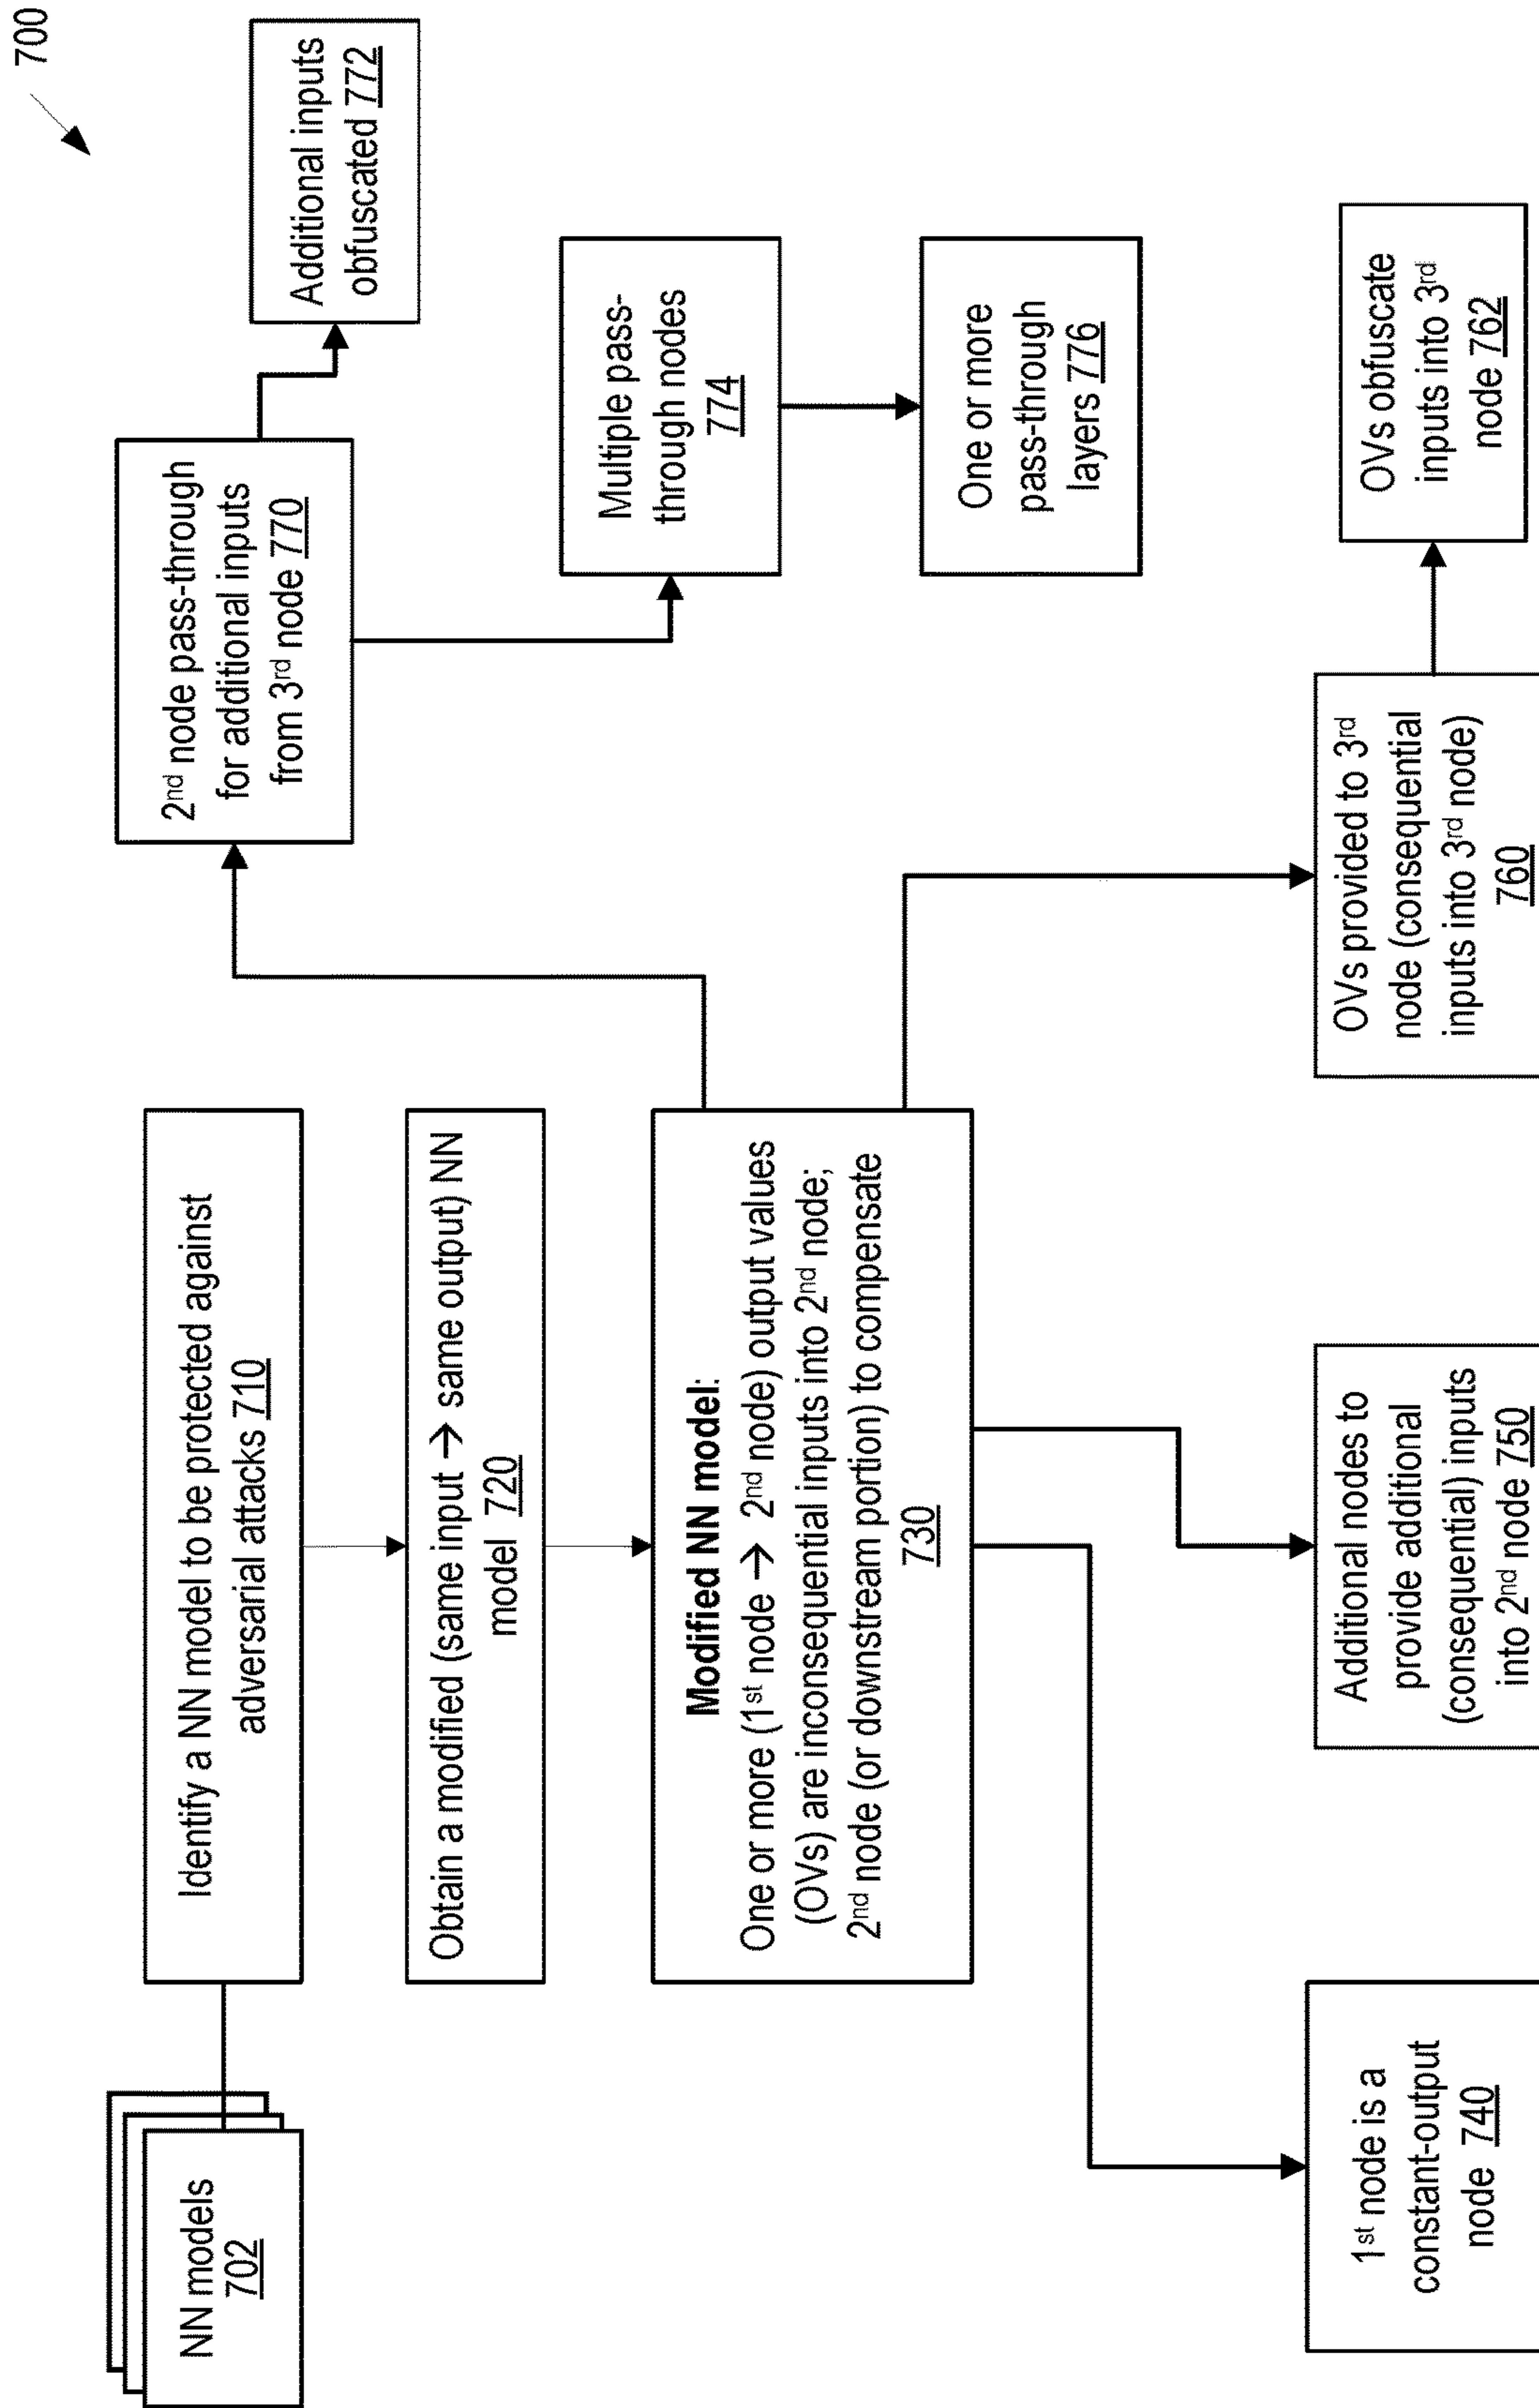 700
NN models
702
Identify a NN model to be protected against
adversarial attacks 710
Obtain a modified (same input → same output) NN
model 720
Modified NN model:
One or more (1st node → 2nd node) output values
(OVs) are inconsequential inputs into 2nd node;
2nd node (or downstream portion) to compensate
730
2nd node pass-through
for additional inputs
from 3rd node 770
Additional inputs
obfuscated 772
Multiple pass-
through nodes
774
One or more
pass-through
layers 776
1st node is a
constant-output
node 740
Additional nodes to
provide additional
(consequential) inputs
into 2nd node 750
OVs provided to 3rd
node (consequential
inputs into 3rd node)
760
OVs obfuscate
inputs into 3rd
node 762